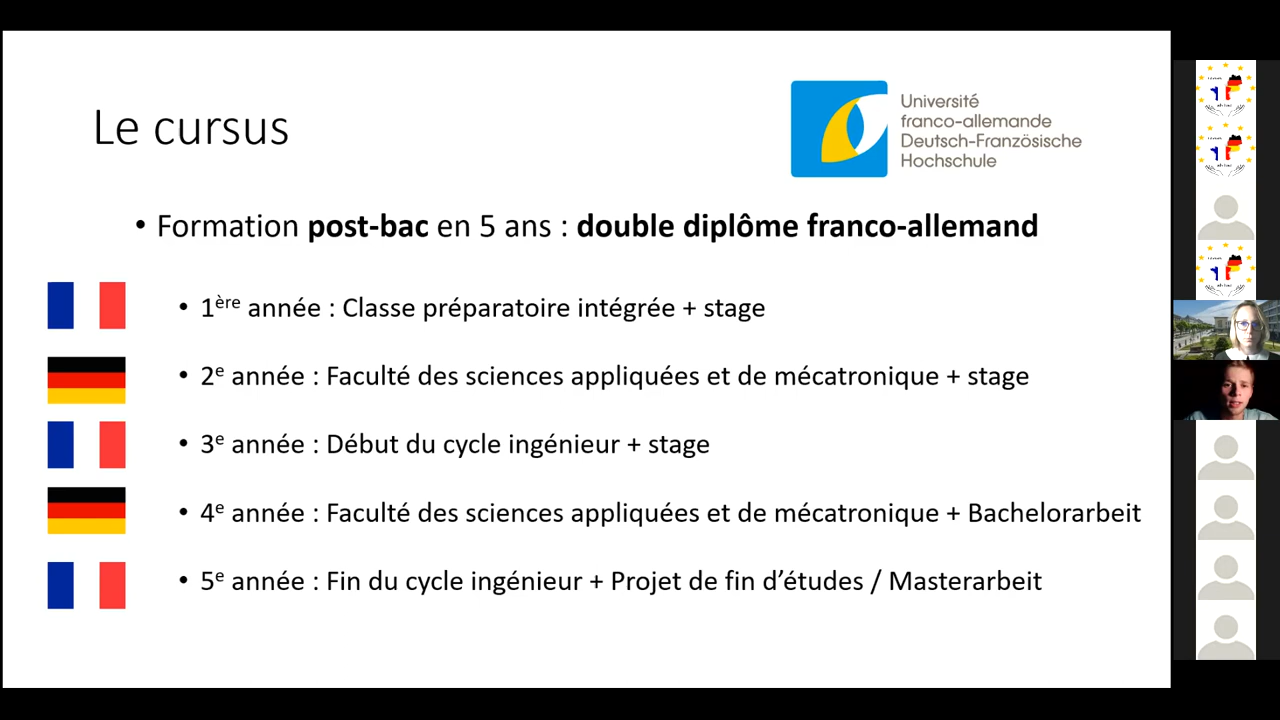 Le cursus
Université
franco-allemande
Deutsch-Französische
Hochschule
• Formation post-bac en 5 ans : double diplôme franco-allemand
• 1ère année : Classe préparatoire intégrée + stage
• 2e année : Faculté des sciences appliquées et de mécatronique + stage
• 3e année : Début du cycle ingénieur + stage
• 4e année : Faculté des sciences appliquées et de mécatronique + Bachelorarbeit
• 5e année : Fin du cycle ingénieur + Projet de fin d’études / Masterarbeit